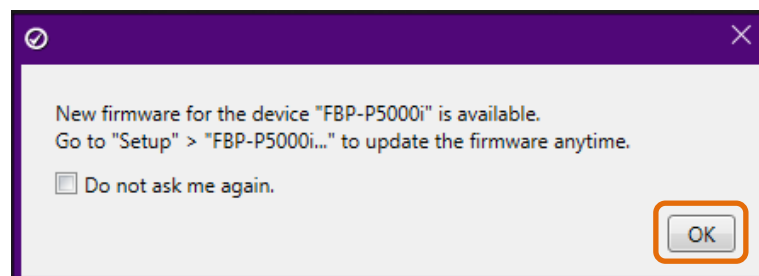 New firmware for the device "FBP-P5000i" is available.
Go to "Setup" > "FBP-P5000i..." to update the firmware anytime.
Do not ask me again.
OK